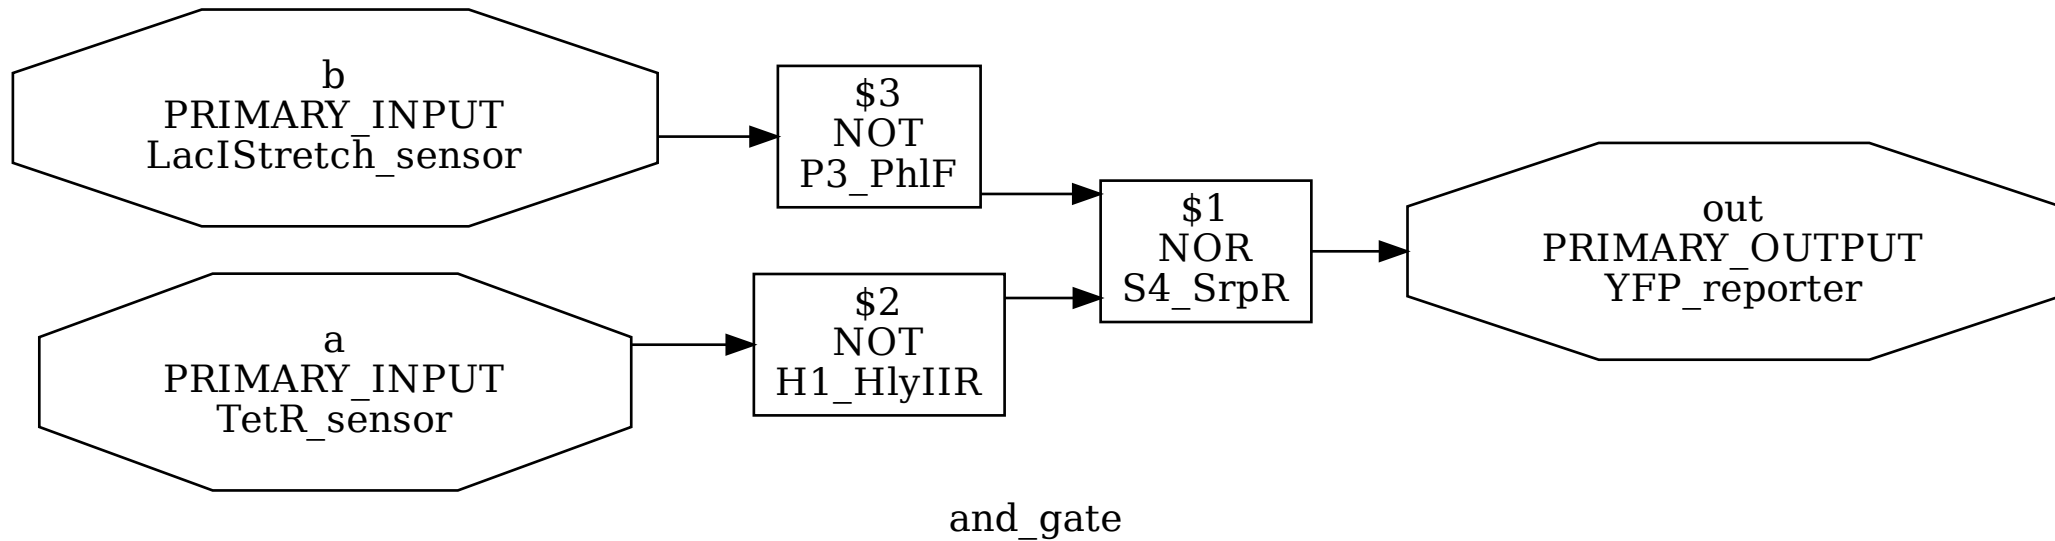 b
PRIMARY_INPUT
LacIStretch_sensor
$3
NOT
P3_PhlF
a
PRIMARY_INPUT
TetR_sensor
$2
NOT
H1_HlyIIR
$1
NOR
S4_SrpR
out
PRIMARY_OUTPUT
YFP_reporter
and_gate